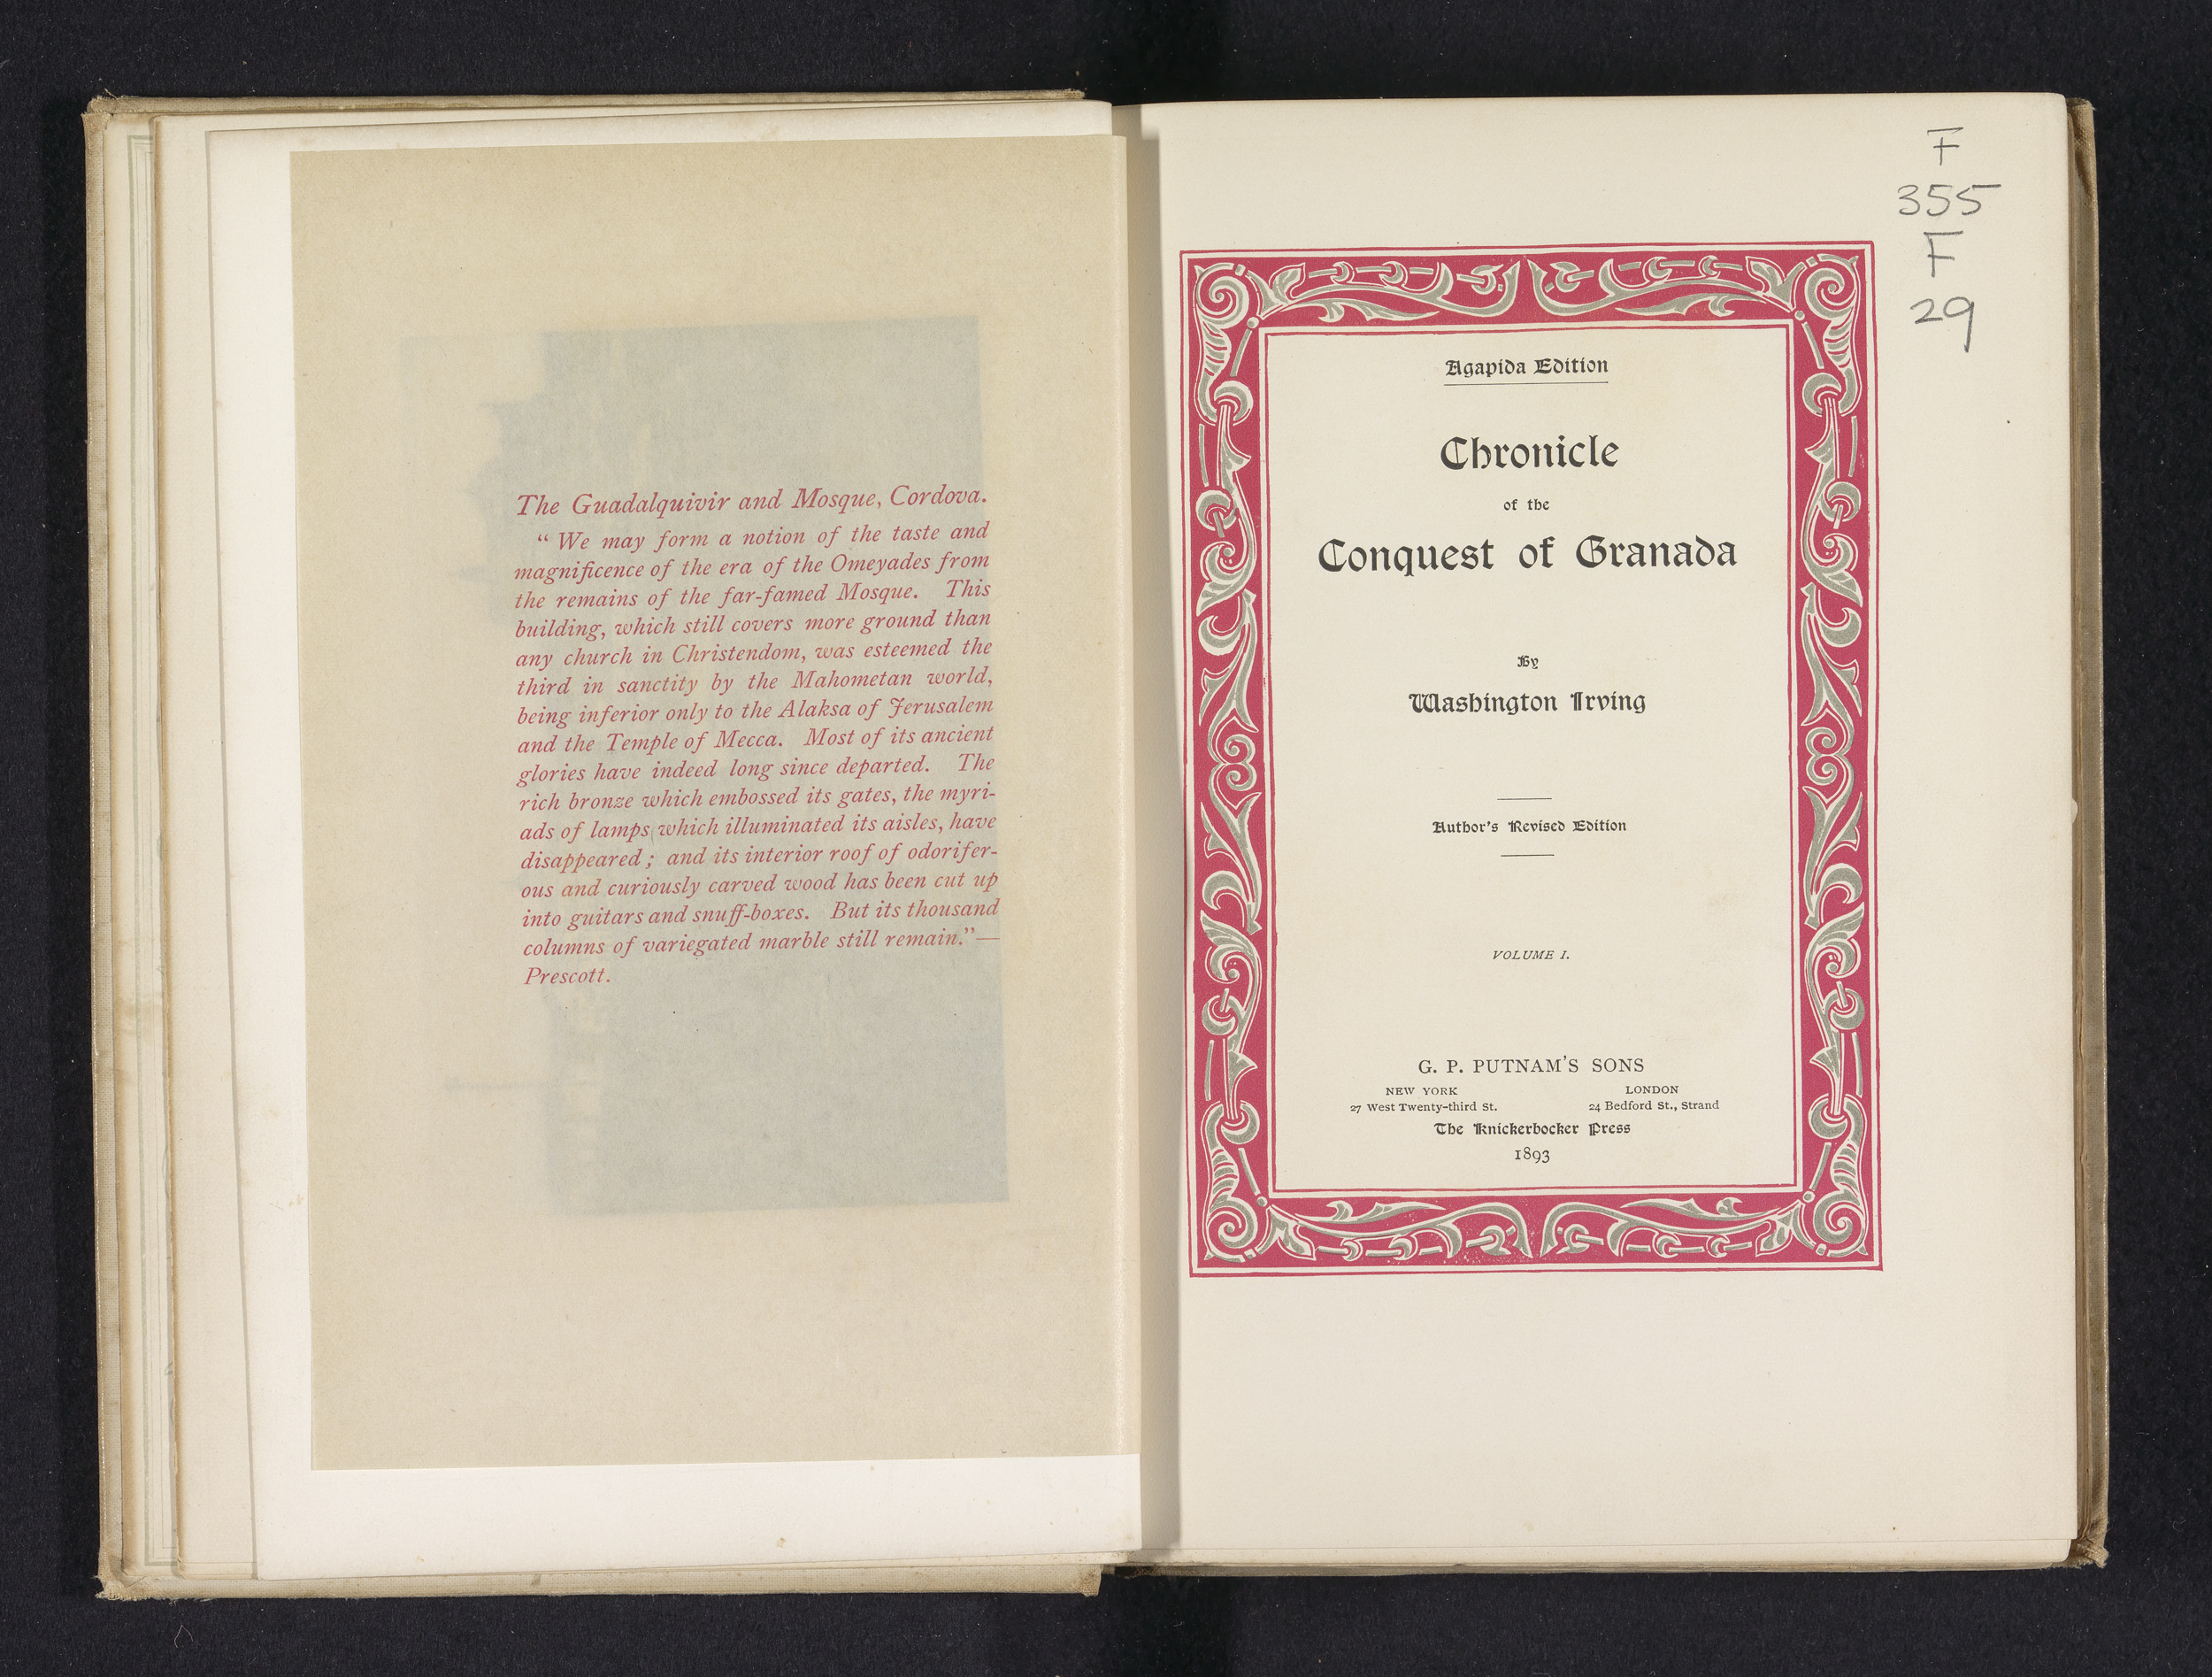 The Guadalquivir and Mosque, Cordova.
“ We may form a notion of the taste and
magnificence of the era of the Omeyades from
the remains of the far-famed Mosque. This
building, which still covers more ground than
any church in Christendom, was esteemed the
third in sanctity by the Mahometan world,
being inferior only to the Alaksa of Jerusalem
and the Temple of Mecca. Most of its ancient
glories have indeed long since departed. The
rich bronze which embossed its gates, the myri-
ads of lamps which illuminated its aisles, have
disappeared ; and its interior roof of odorifer-
ous and curiously carved wood has been cut up
into guitars and snuff-boxes. But its thousand
columns of variegated marble still remain.”—
Prescott.
F
355
F
29
Agapida Edition
Chronicle
of the
Conquest of Granada
By
Washington Irving
Author's Revised Edition
VOLUME I.
G. P. PUTNAM'S SONS
NEW YORK LONDON
27 West Twenty-third St. 24 Bedford St., Strand
The Knickerbocker Press
1893